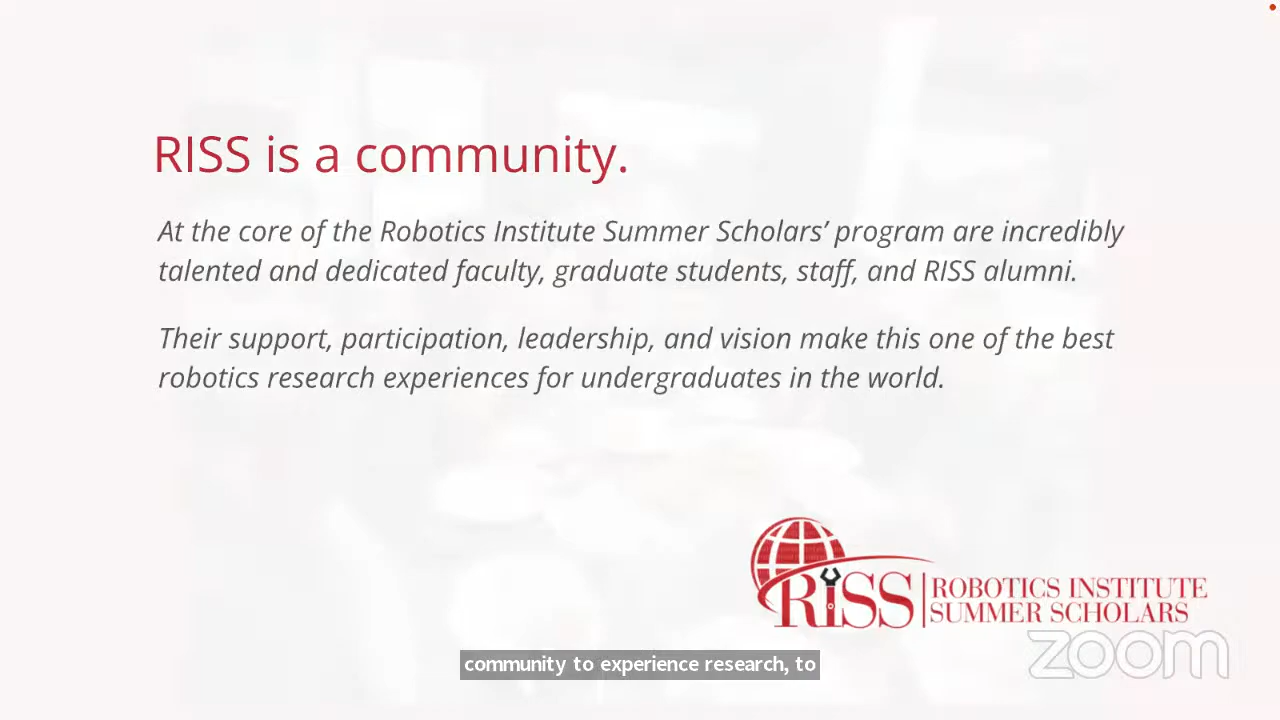 RISS is a community.
At the core of the Robotics Institute Summer Scholars’ program are incredibly
talented and dedicated faculty, graduate students, staff, and RISS alumni.
Their support, participation, leadership, and vision make this one of the best
robotics research experiences for undergraduates in the world.
RISS
ROBOTICS INSTITUTE
SUMMER SCHOLARS
zoom
community to experience research, to